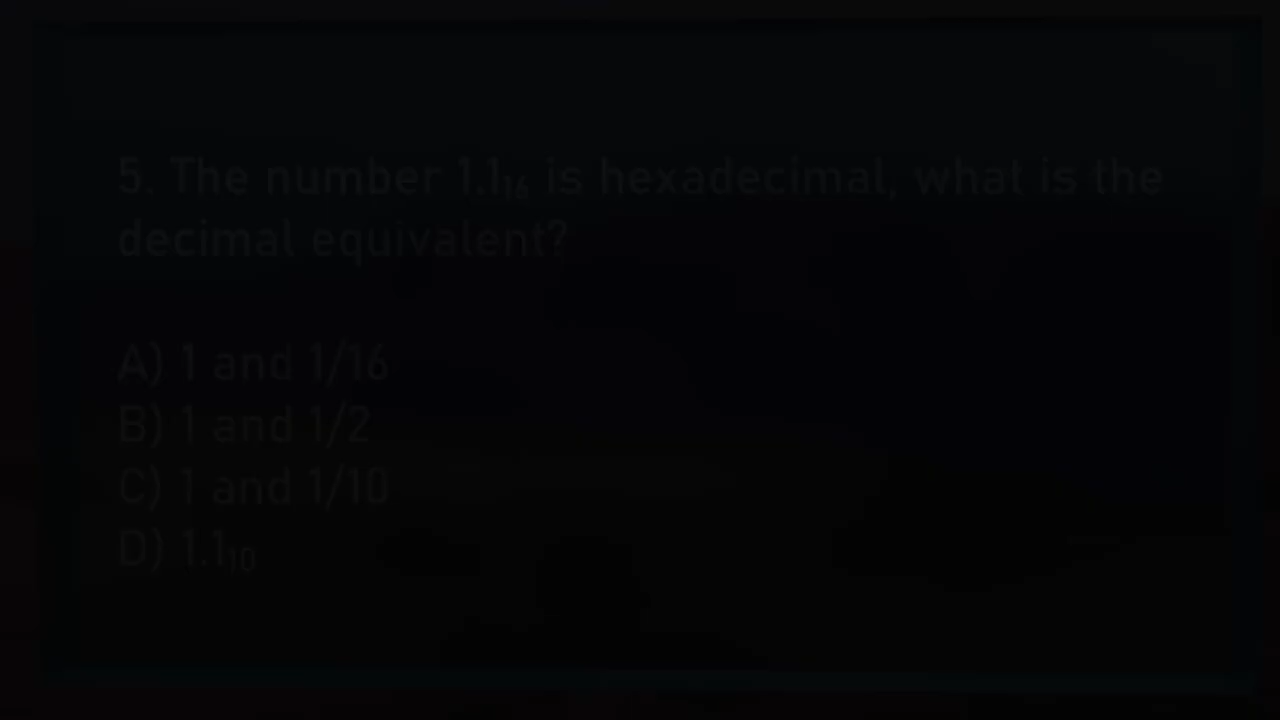 5. The number 1.1₁₆ is hexadecimal, what is the
decimal equivalent?
A) 1 and 1/16
B) 1 and 1/2
C) 1 and 1/10
D) 1.1₁₀